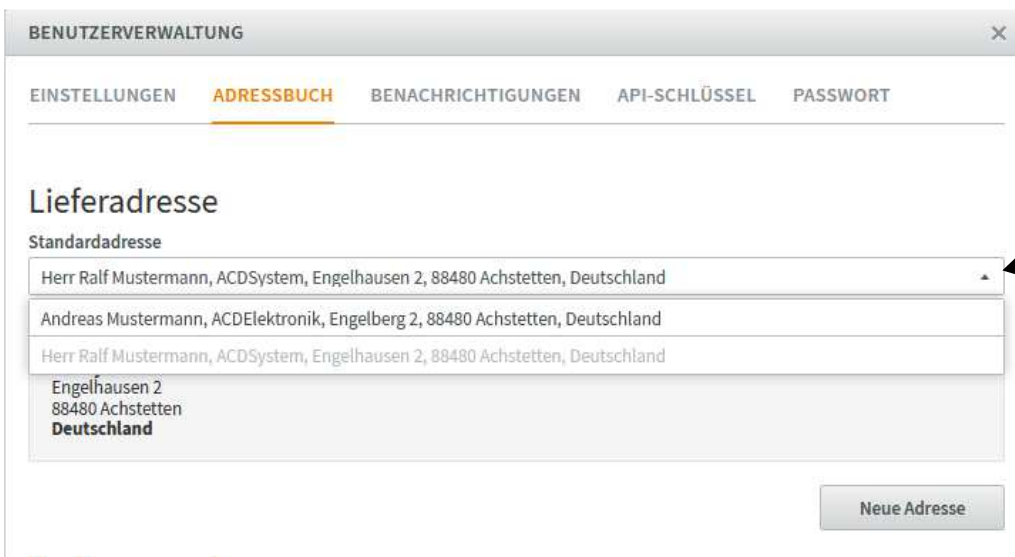 BENUTZERVERWALTUNG
EINSTELLUNGEN ADRESSBUCH BENACHRICHTIGUNGEN API-SCHLÜSSEL PASSWORT
Lieferadresse
Standardadresse
Herr Ralf Mustermann, ACDSystem, Engelhausen 2, 88480 Achstetten, Deutschland
Andreas Mustermann, ACDElektronik, Engelberg 2, 88480 Achstetten, Deutschland
Herr Ralf Mustermann, ACDSystem, Engelhausen 2, 88480 Achstetten, Deutschland
Engelhausen 2
88480 Achstetten
Deutschland
Neue Adresse